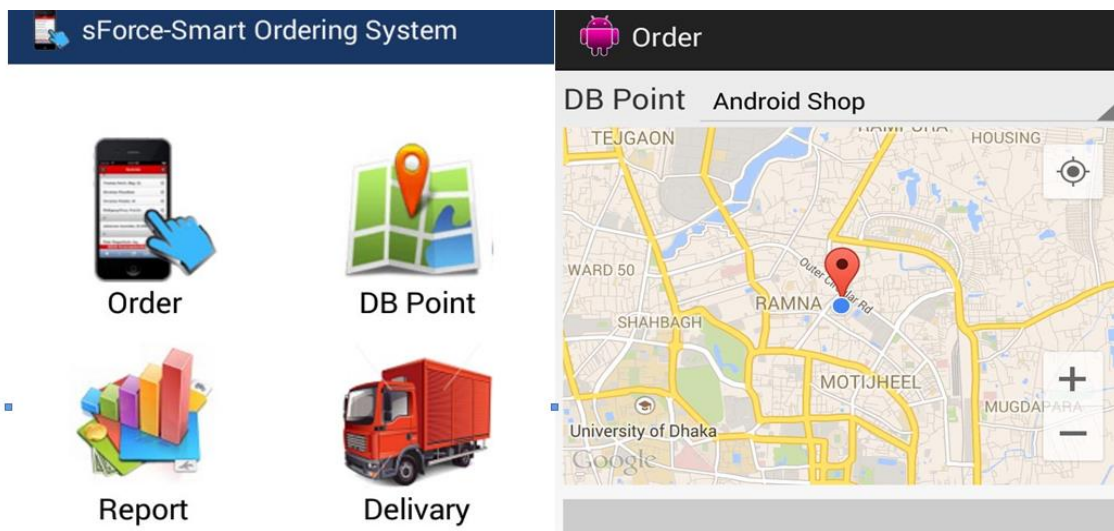 sForce-Smart Ordering System
Order
DB Point
Report
Delivary
Order
DB Point Android Shop
TEJGAON
RAMPURA
HOUSING
WARD 50
Outer Circular Rd
RAMNA
SHAHBAGH
MOTIJHEEL
MUGDAPARA
University of Dhaka
Google
+
−